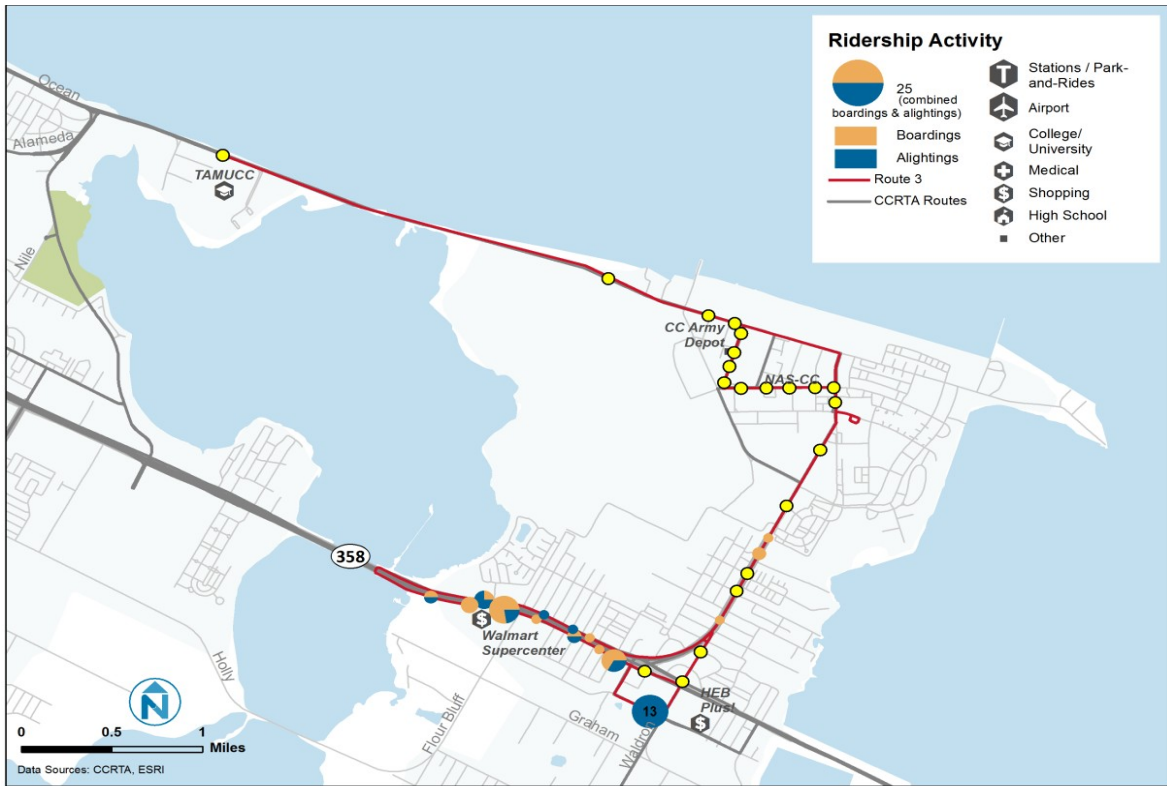 Ridership Activity
25
(combined
boardings & alightings)
Boardings
Alightings
Route 3
CCRTA Routes
T
Stations / Park-
and-Rides
Airport
College/
University
Medical
$
Shopping
High School
Other
Ocean
Alameda
TAMUCC
Nile
CC Army
Depot
NAS-CC
358
$
Walmart
Supercenter
Holly
Flour Bluff
HEB
Plus!
$
13
Graham
Waldron
N
0 0.5 1
Miles
Data Sources: CCRTA, ESRI